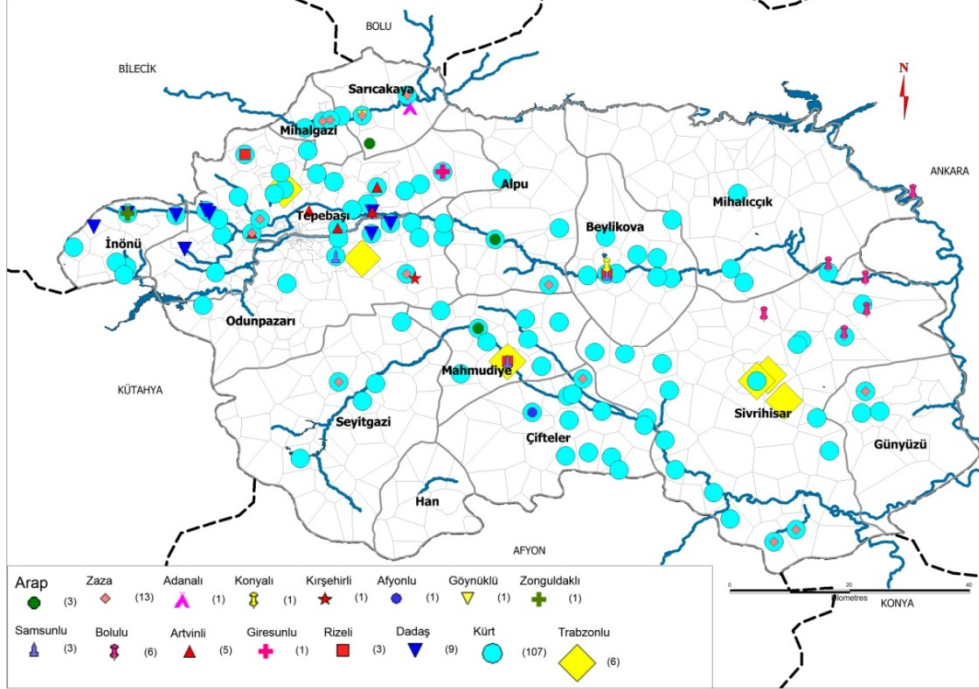 BOLU
BİLECİK
N
Sarıcakaya
Mihalgazi
ANKARA
Alpu
Mihalıççık
Tepebaşı
Beylikova
İnönü
Odunpazarı
KÜTAHYA
Mahmudiye
Sivrihisar
Seyitgazi
Çifteler
Günyüzü
Han
AFYON
KONYA
0 20 40
kilometres
Arap Zaza Adanalı Konyalı Kırşehirli Afyonlu Göynüklü Zonguldaklı
(3) (13) (1) (1) (1) (1) (1) (1)
Samsunlu Bolulu Artvinli Giresunlu Rizeli Dadaş Kürt Trabzonlu
(3) (6) (5) (1) (3) (9) (107) (6)